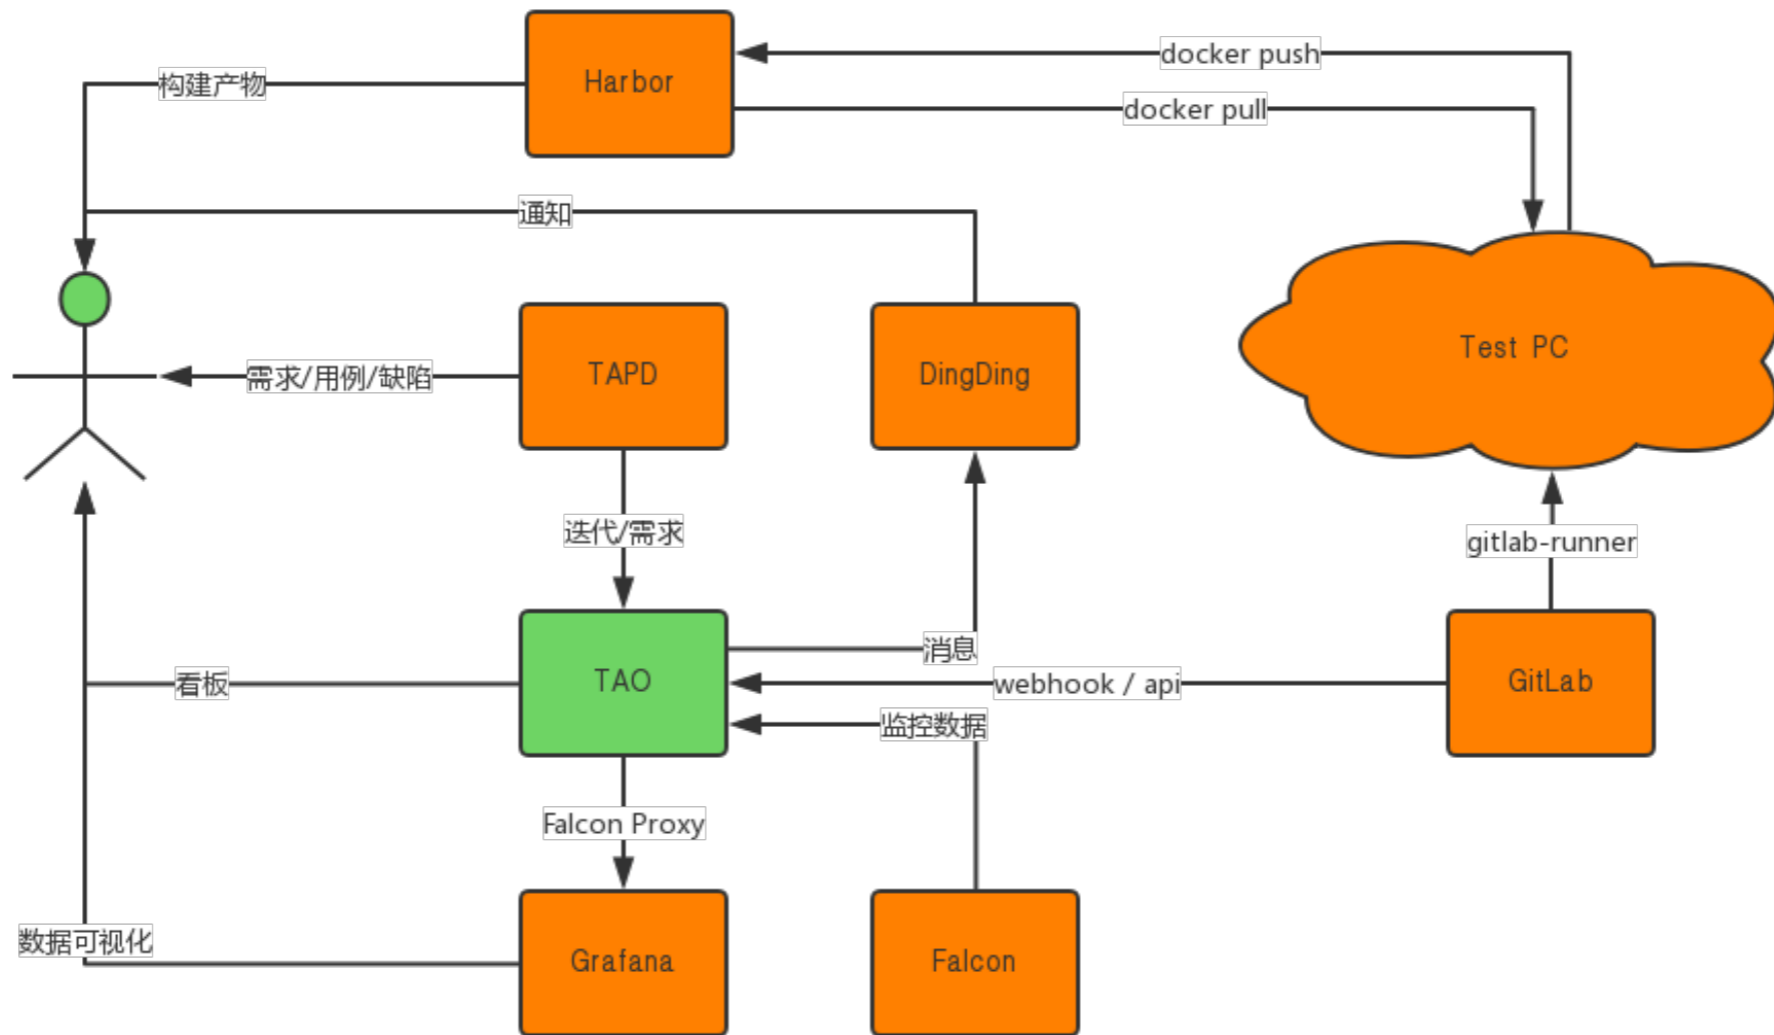 docker push
Harbor
构建产物
docker pull
通知
Test PC
TAPD
DingDing
需求/用例/缺陷
迭代/需求
gitlab-runner
消息
看板
TAO
webhook / api
GitLab
监控数据
Falcon Proxy
数据可视化
Grafana
Falcon